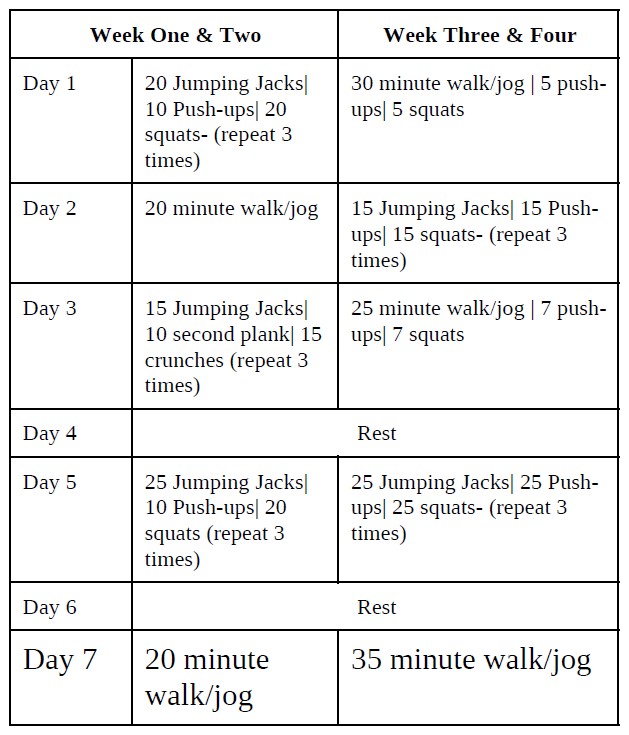 Week One & Two
Week Three & Four
Day 1
20 Jumping Jacks|
10 Push-ups| 20
squats- (repeat 3
times)
30 minute walk/jog | 5 push-
ups| 5 squats
Day 2
20 minute walk/jog
15 Jumping Jacks| 15 Push-
ups| 15 squats- (repeat 3
times)
Day 3
15 Jumping Jacks|
10 second plank| 15
crunches (repeat 3
times)
25 minute walk/jog | 7 push-
ups| 7 squats
Day 4
Rest
Day 5
25 Jumping Jacks|
10 Push-ups| 20
squats (repeat 3
times)
25 Jumping Jacks| 25 Push-
ups| 25 squats- (repeat 3
times)
Day 6
Rest
Day 7
20 minute
walk/jog
35 minute walk/jog